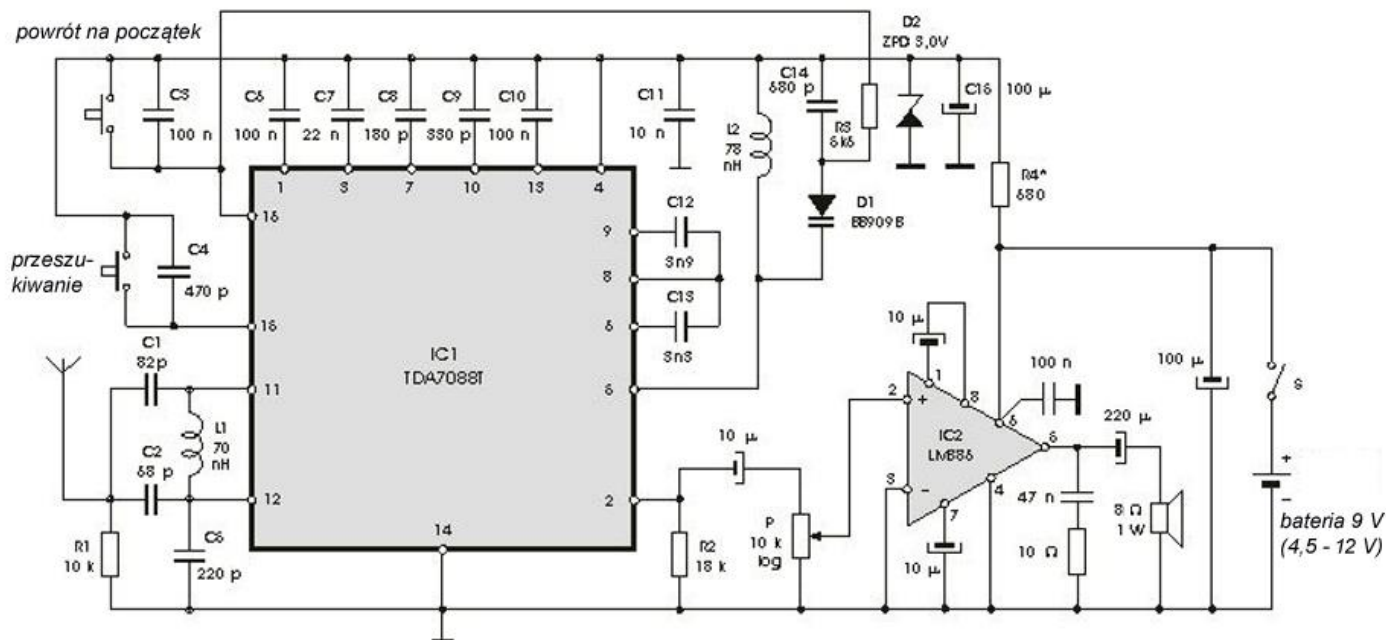 powrót na początek
D2
ZPD 3,0V
C3
100 n
C6
100 n
C7
22 n
C8
180 p
C9
330 p
C10
100 n
C11
10 n
L2
78
nH
C14
680 p
R3
5k6
C15
100 μ
R4*
680
1
3
7
10
13
4
16
D1
BB909B
przeszu-
kiwanie
C4
470 p
15
9
C12
3n9
8
C13
6
3n3
IC1
TDA7088T
C1
82p
11
5
L1
70
nH
C2
68 p
12
2
R1
10 k
C5
220 p
14
10 μ
R2
18 k
P
10 k
log
10 μ
1
8
2
+
IC2
LM386
3
-
7
4
6
5
10 μ
100 n
220 μ
47 n
10 Ω
8 Ω
1 W
100 μ
S
+
-
bateria 9 V
(4,5 - 12 V)